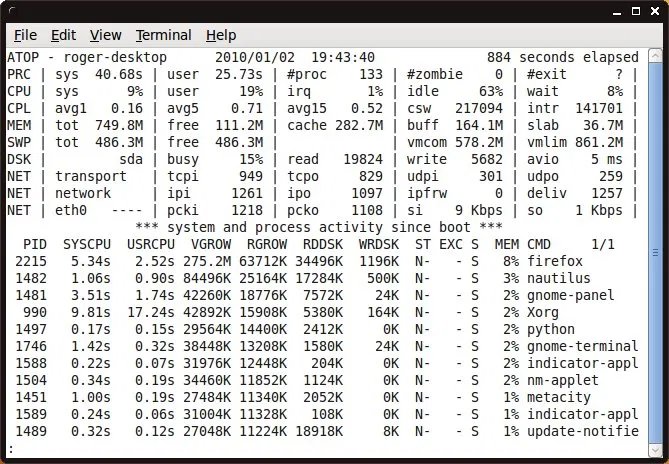 File Edit View Terminal Help
ATOP - roger-desktop 2010/01/02 19:43:40 884 seconds elapsed
PRC | sys 40.68s | user 25.73s | #proc 133 | #zombie 0 | #exit ? |
CPU | sys 9% | user 19% | irq 1% | idle 63% | wait 8% |
CPL | avg1 0.16 | avg5 0.71 | avg15 0.52 | csw 217094 | intr 141701 |
MEM | tot 749.8M | free 111.2M | cache 282.7M | buff 164.1M | slab 36.7M |
SWP | tot 486.3M | free 486.3M | | vmcom 578.2M | vmlim 861.2M |
DSK | sda | busy 15% | read 19824 | write 5682 | avio 5 ms |
NET | transport | tcpi 949 | tcpo 829 | udpi 301 | udpo 259 |
NET | network | ipi 1261 | ipo 1097 | ipfrw 0 | deliv 1257 |
NET | eth0 ---- | pcki 1218 | pcko 1108 | si 9 Kbps | so 1 Kbps |
*** system and process activity since boot ***
PID SYSCPU USRCPU VGROW RGROW RDDSK WRDSK ST EXC S MEM CMD 1/1
2215 5.34s 2.52s 275.2M 63712K 34496K 1196K N- - S 8% firefox
1482 1.06s 0.90s 84496K 25164K 17284K 500K N- - S 3% nautilus
1481 3.51s 1.74s 42260K 18776K 7572K 24K N- - S 2% gnome-panel
990 9.81s 17.24s 42892K 15908K 5380K 164K N- - S 2% Xorg
1497 0.17s 0.15s 29564K 14400K 2412K 0K N- - S 2% python
1746 1.42s 0.32s 38448K 13208K 1580K 24K N- - S 2% gnome-terminal
1588 0.22s 0.07s 31976K 12448K 204K 0K N- - S 2% indicator-appl
1504 0.34s 0.19s 34460K 11852K 1124K 0K N- - S 2% nm-applet
1451 1.00s 0.19s 27484K 11340K 2052K 0K N- - S 1% metacity
1589 0.24s 0.06s 31004K 11328K 108K 0K N- - S 1% indicator-appl
1489 0.32s 0.12s 27048K 11224K 18918K 8K N- - S 1% update-notifie
: